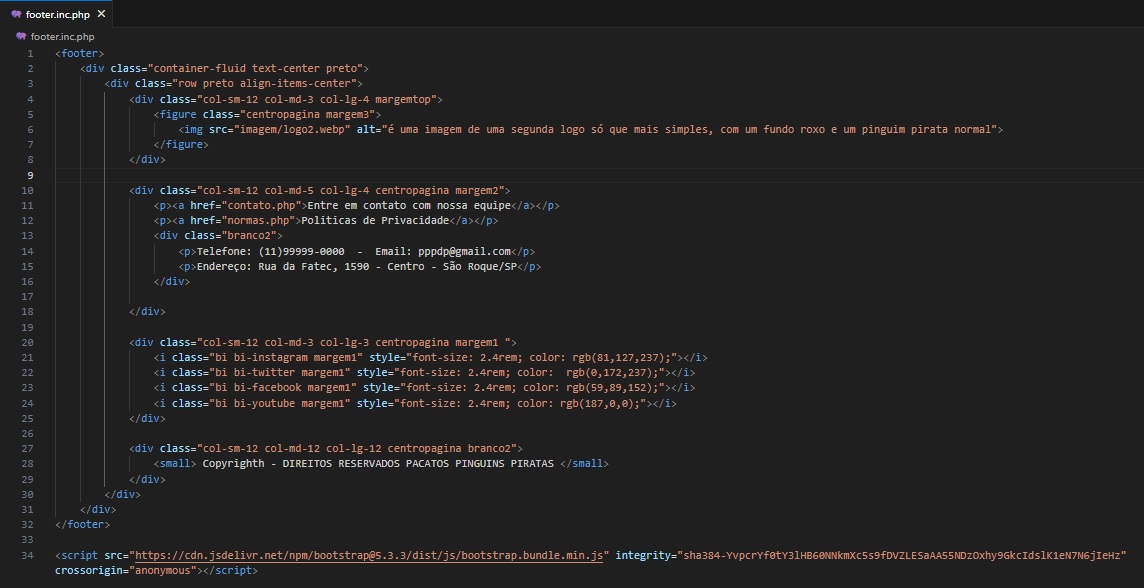 footer.inc.php
footer.inc.php
1 <footer>
2 <div class="container-fluid text-center preto">
3 <div class="row preto align-items-center">
4 <div class="col-sm-12 col-md-3 col-lg-4 margemtop">
5 <figure class="centropagina margem3">
6 <img src="imagem/logo2.webp" alt="é uma imagem de uma segunda logo só que mais simples, com um fundo roxo e um pinguim pirata normal">
7 </figure>
8 </div>
9
10 <div class="col-sm-12 col-md-5 col-lg-4 centropagina margem2">
11 <p><a href="contato.php">Entre em contato com nossa equipe</a></p>
12 <p><a href="normas.php">Políticas de Privacidade</a></p>
13 <div class="branco2">
14 <p>Telefone: (11)99999-0000  -  Email: pppdp@gmail.com</p>
15 <p>Endereço: Rua da Fatec, 1590 - Centro - São Roque/SP</p>
16 </div>
17
18 </div>
19
20 <div class="col-sm-12 col-md-3 col-lg-3 centropagina margem1 ">
21 <i class="bi bi-instagram margem1" style="font-size: 2.4rem; color: rgb(81,127,237);"></i>
22 <i class="bi bi-twitter margem1" style="font-size: 2.4rem; color:  rgb(0,172,237);"></i>
23 <i class="bi bi-facebook margem1" style="font-size: 2.4rem; color: rgb(59,89,152);"></i>
24 <i class="bi bi-youtube margem1" style="font-size: 2.4rem; color: rgb(187,0,0);"></i>
25 </div>
26
27 <div class="col-sm-12 col-md-12 col-lg-12 centropagina branco2">
28 <small> Copyrighth - DIREITOS RESERVADOS PACATOS PINGUINS PIRATAS </small>
29 </div>
30 </div>
31 </div>
32 </footer>
33
34 <script src="https://cdn.jsdelivr.net/npm/bootstrap@5.3.3/dist/js/bootstrap.bundle.min.js" integrity="sha384-YvpcrYf0tY3lHB60NNkmXc5s9fDVZLESaAA55NDzOxhy9GkcIdslK1eN7N6jIeHz"
crossorigin="anonymous"></script>